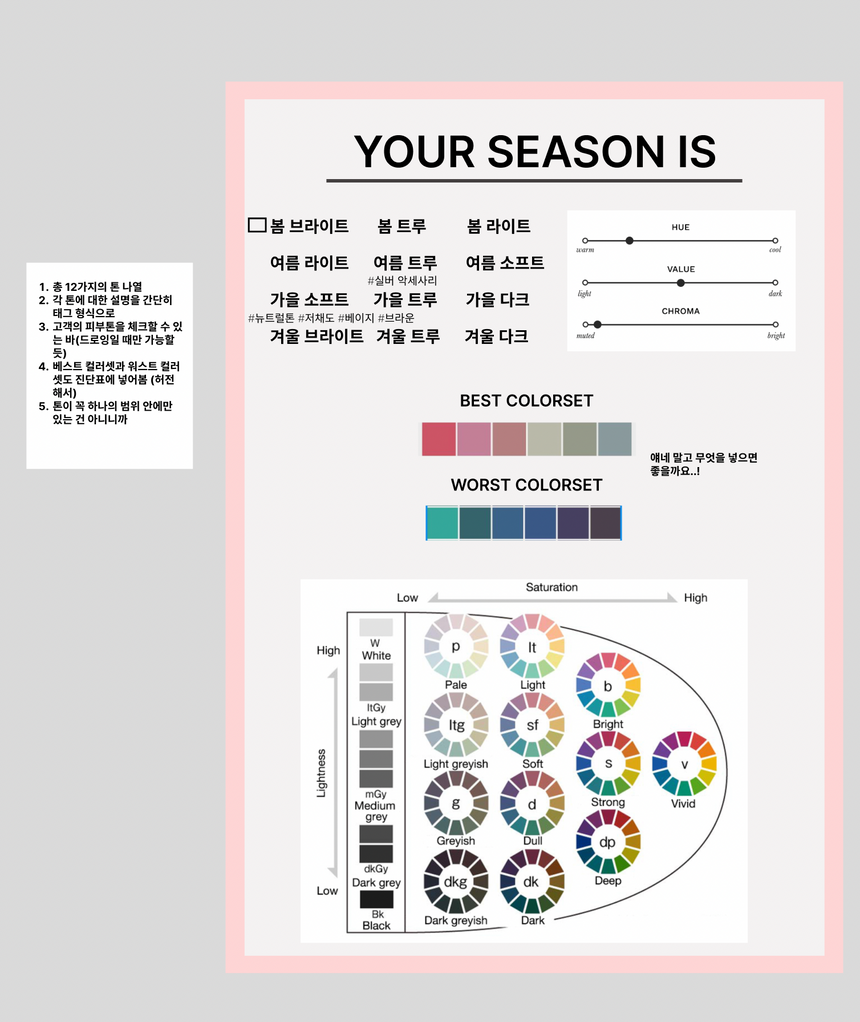 YOUR SEASON IS
봄 브라이트 봄 트루 봄 라이트
여름 라이트 여름 트루 여름 소프트
#실버 악세사리
가을 소프트 가을 트루 가을 다크
#뉴트럴톤 #저채도 #베이지 #브라운
겨울 브라이트 겨울 트루 겨울 다크
HUE
warm cool
VALUE
light dark
CHROMA
muted bright
1. 총 12가지의 톤 나열
2. 각 톤에 대한 설명을 간단히
태그 형식으로
3. 고객의 피부톤을 체크할 수 있
는 바(드로잉일 때만 가능할
듯)
4. 베스트 컬러셋과 워스트 컬러
셋도 진단표에 넣어봄 (허전
해서)
5. 톤이 꼭 하나의 범위 안에만
있는 건 아니니까
BEST COLORSET
얘네 말고 무엇을 넣으면
좋을까요..!
WORST COLORSET
Saturation
Low High
High
Lightness
Low
W
White
ltGy
Light grey
mGy
Medium
grey
dkGy
Dark grey
Bk
Black
p
Pale
lt
Light
b
Bright
ltg
Light greyish
sf
Soft
s
Strong
v
Vivid
g
Greyish
d
Dull
dp
Deep
dkg
Dark greyish
dk
Dark